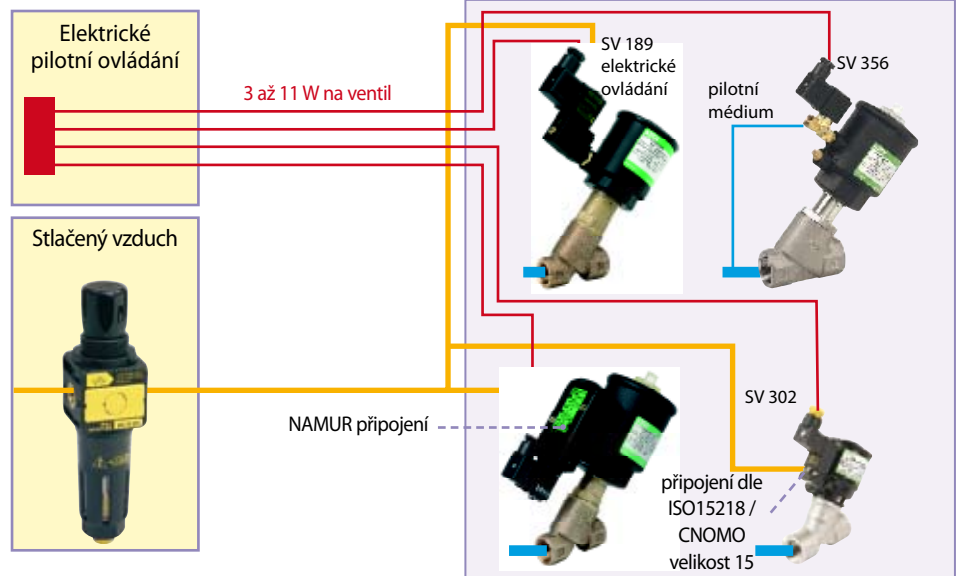 Elektrické
pilotní ovládání
3 až 11 W na ventil
SV 189
elektrické
ovládání
SV 356
pilotní
médium
Stlačený vzduch
NAMUR připojení
SV 302
připojení dle
ISO15218 /
CNOMO
velikost 15